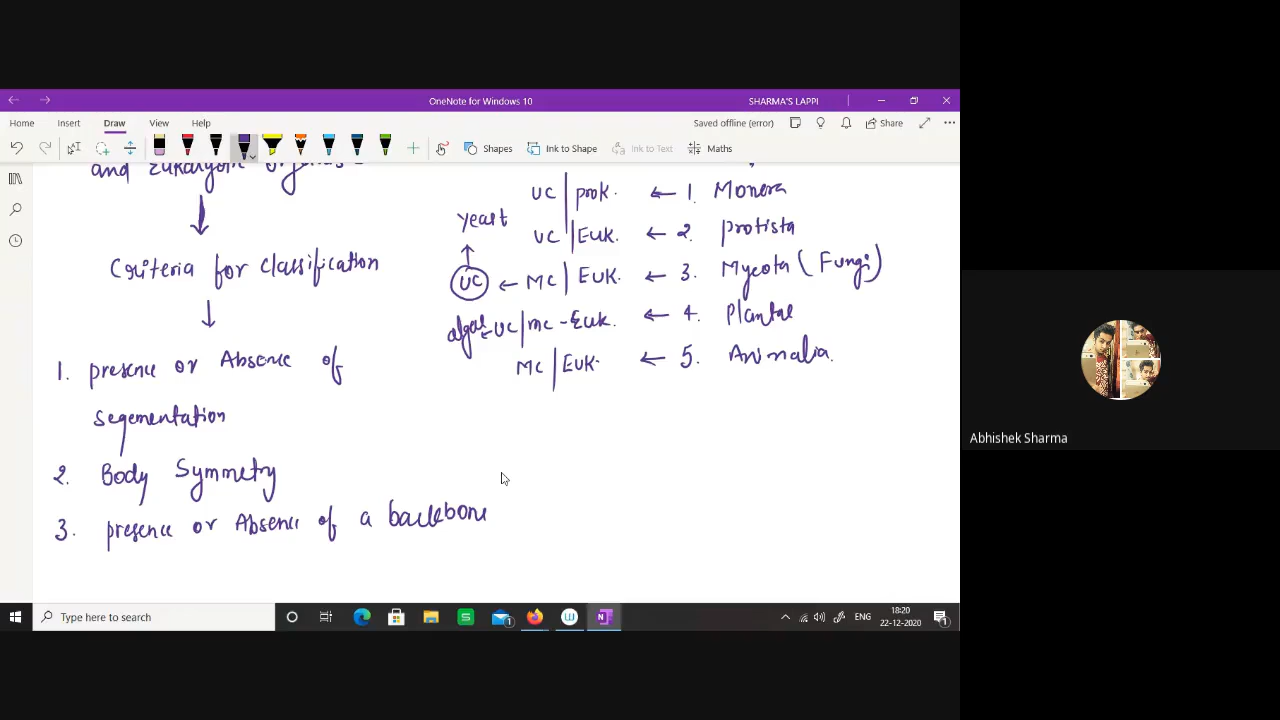 OneNote for Windows 10
SHARMA'S LAPPI
Home Insert Draw View Help
Saved offline (error)
Share
Shapes
Ink to Shape
Ink to Text
Maths
and Eukaryotic
Criteria for classification
1. presence or Absence of
segementation
2. Body Symmetry
3. presence or Absence of a backbone
UC | prok. ← 1. Monera
yeast
UC | EUK. ← 2. protista
UC ← MC | EUK. ← 3. Mycota (Fungi)
algae ← UC | mc - Euk. ← 4. Plantae
MC | EUK. ← 5. Animalia.
Abhishek Sharma
Type here to search
1
ENG
18:20
22-12-2020
1